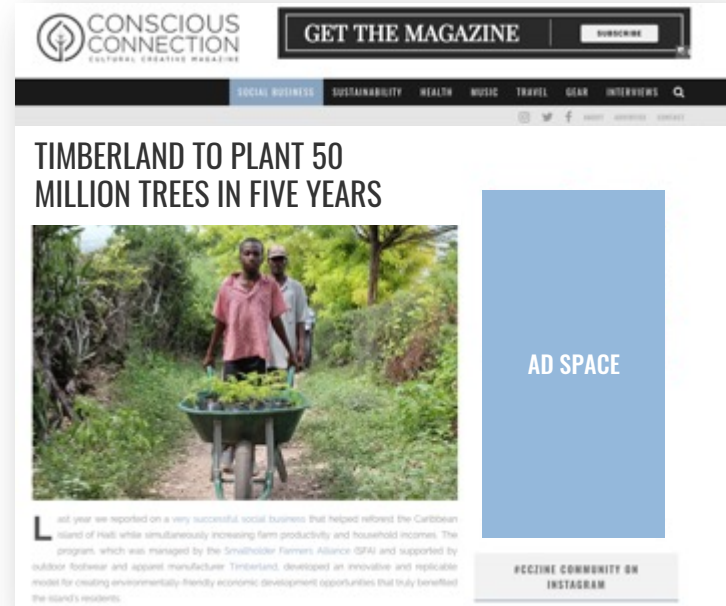 CONSCIOUS
CONNECTION
CULTURAL CREATIVE MAGAZINE
GET THE MAGAZINE
SUBSCRIBE
SOCIAL BUSINESS SUSTAINABILITY HEALTH MUSIC TRAVEL GEAR INTERVIEWS
ABOUT ADVERTISE CONTACT
TIMBERLAND TO PLANT 50
MILLION TREES IN FIVE YEARS
AD SPACE
Last year we reported on a very successful social business that helped reforest the Caribbean
island of Haiti while simultaneously increasing farm productivity and household incomes. The
program, which was managed by the Smallholder Farmers Alliance (SFA) and supported by
outdoor footwear and apparel manufacturer Timberland, developed an innovative and replicable
model for creating environmentally-friendly economic development opportunities that truly benefited
the island's residents.
#CCZINE COMMUNITY ON
INSTAGRAM